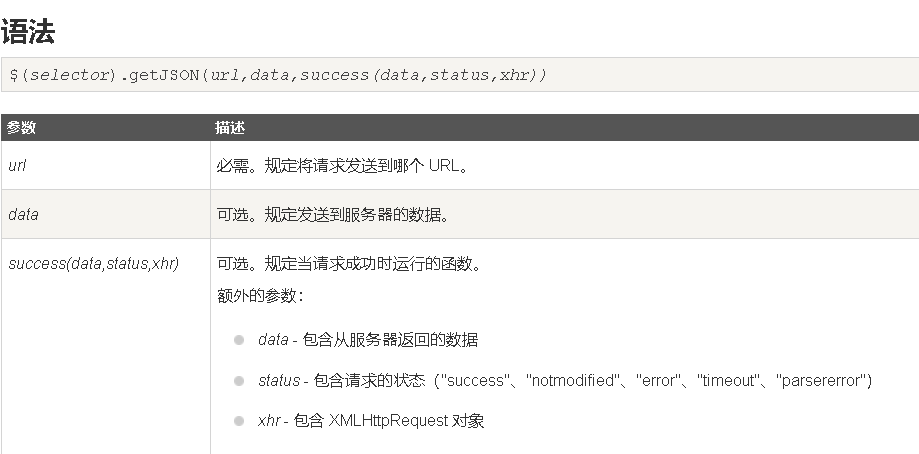 语法
$(selector).getJSON(url,data,success(data,status,xhr))
参数 描述
url 必需。规定将请求发送到哪个 URL。
data 可选。规定发送到服务器的数据。
success(data,status,xhr) 可选。规定当请求成功时运行的函数。
额外的参数：
data - 包含从服务器返回的数据
status - 包含请求的状态（"success"、"notmodified"、"error"、"timeout"、"parsererror"）
xhr - 包含 XMLHttpRequest 对象